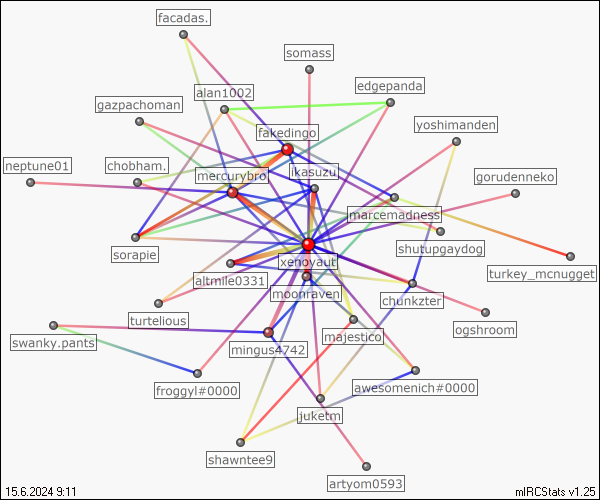 facadas.
somass
edgepanda
alan1002
gazpachoman
yoshimanden
fakedingo
neptune01
chobham.
mercurybro
ikasuzu
gorudenneko
marcemadness
sorapie
shutupgaydog
xenoyaut
turkey_mcnugget
altmile0331
moonraven
chunkzter
turtelious
ogshroom
majestico
swanky.pants
mingus4742
froggyl#0000
awesomenich#0000
juketm
shawntee9
artyom0593
15.6.2024 9:11
mIRCStats v1.25